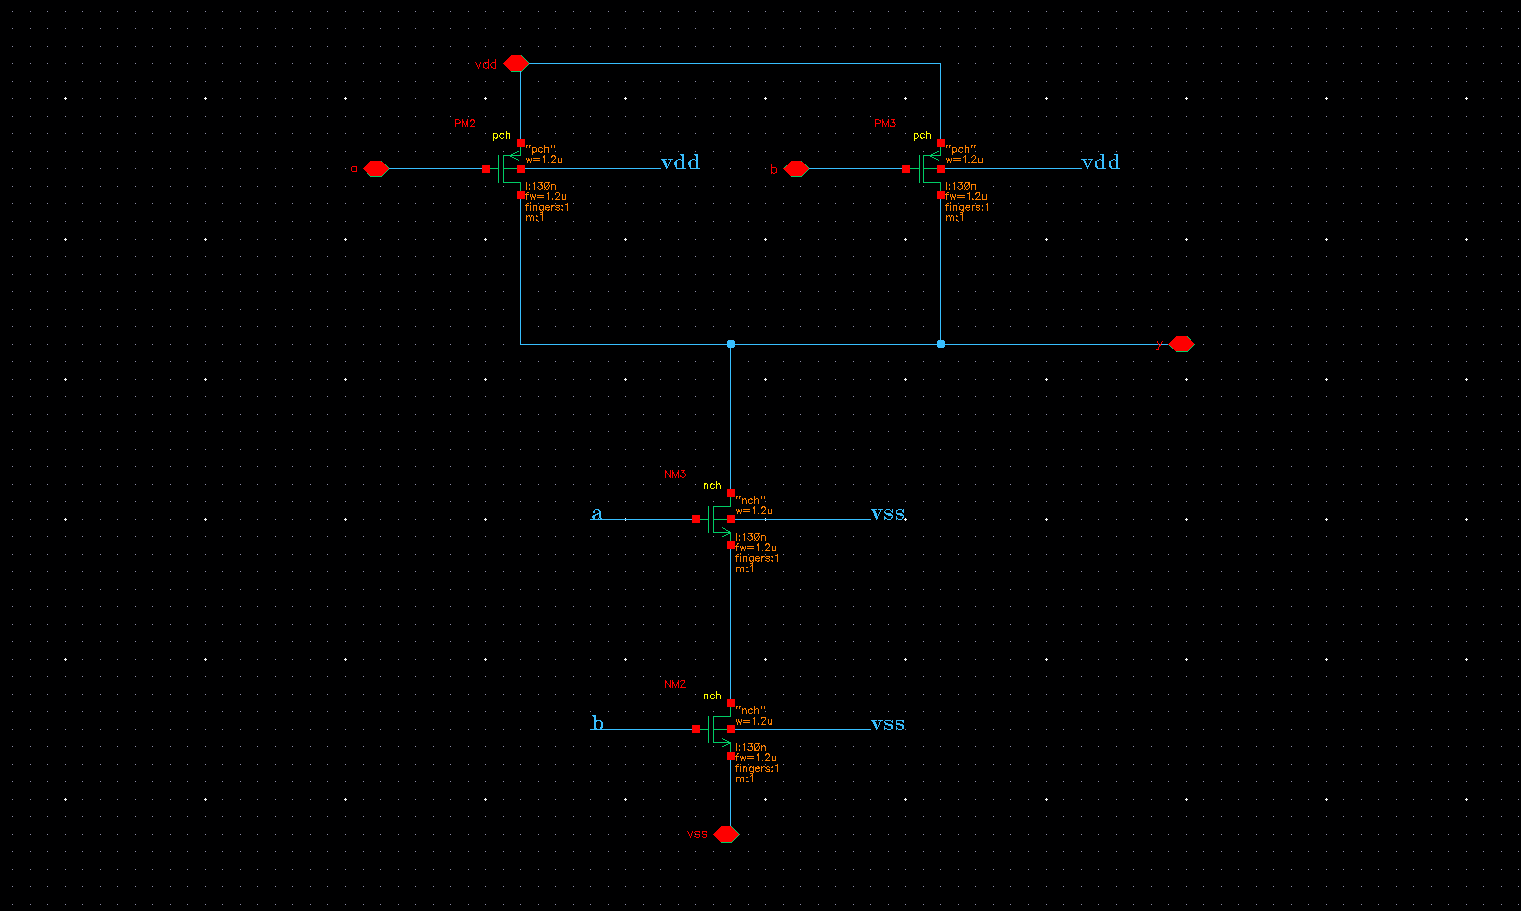 vdd
PM2
pch
"pch"
w=1.2u
a
vdd
l:130n
fw=1.2u
fingers:1
m:1
PM3
pch
"pch"
w=1.2u
b
vdd
l:130n
fw=1.2u
fingers:1
m:1
y
NM3
nch
"nch"
w=1.2u
a
vss
l:130n
fw=1.2u
fingers:1
m:1
NM2
nch
"nch"
w=1.2u
b
vss
l:130n
fw=1.2u
fingers:1
m:1
vss